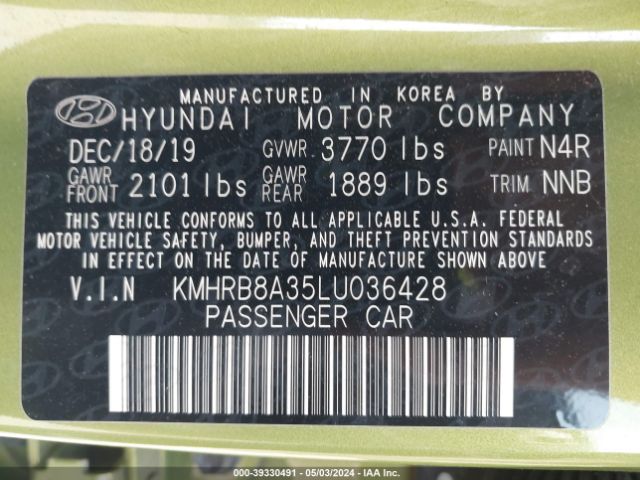 MANUFACTURED IN KOREA BY
HYUNDAI MOTOR COMPANY
DEC/18/19 GVWR 3770 lbs PAINT N4R
GAWR FRONT 2101 lbs GAWR REAR 1889 lbs TRIM NNB
THIS VEHICLE CONFORMS TO ALL APPLICABLE U.S.A. FEDERAL
MOTOR VEHICLE SAFETY, BUMPER, AND THEFT PREVENTION STANDARDS
IN EFFECT ON THE DATE OF MANUFACTURE SHOWN ABOVE.
V.I.N KMHRB8A35LU036428
PASSENGER CAR
000-39330491 - 05/03/2024 - IAA, Inc.